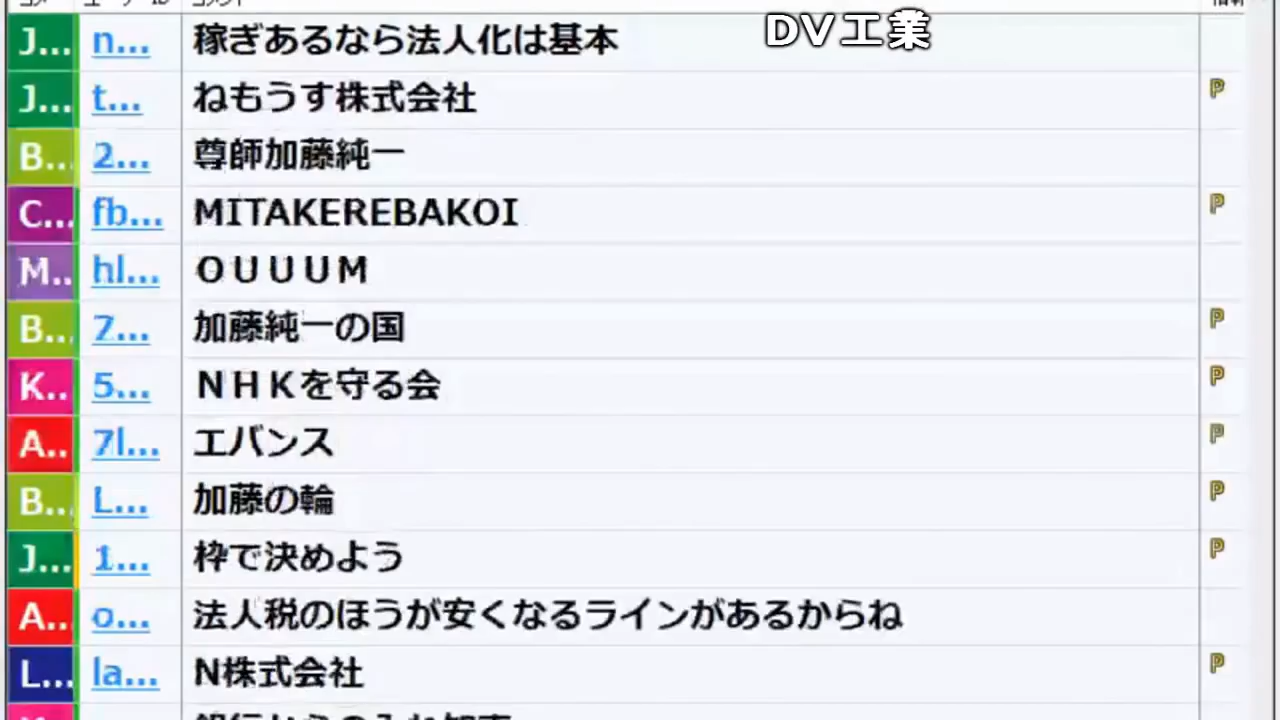 DV工業
J... n... 稼ぎあるなら法人化は基本
J... t... ねもうす株式会社 P
B... 2... 尊師加藤純一
C... fb... MITAKEREBAKOI P
M.. hl... ＯＵＵＵＭ
B... 7... 加藤純一の国 P
K.. 5... ＮＨＫを守る会 P
A.. 7l... エバンス P
B... L... 加藤の輪 P
J... 1... 枠で決めよう P
A.. o... 法人税のほうが安くなるラインがあるからね
L... la... N株式会社 P